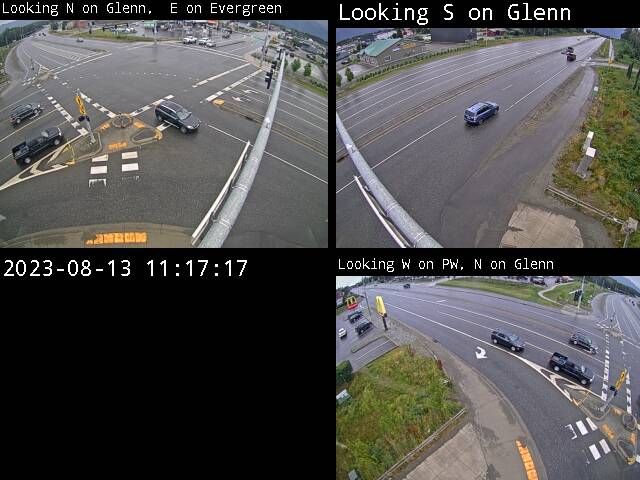 Looking N on Glenn,  E on Evergreen
Looking S on Glenn
2023-08-13 11:17:17
Looking W on PW, N on Glenn